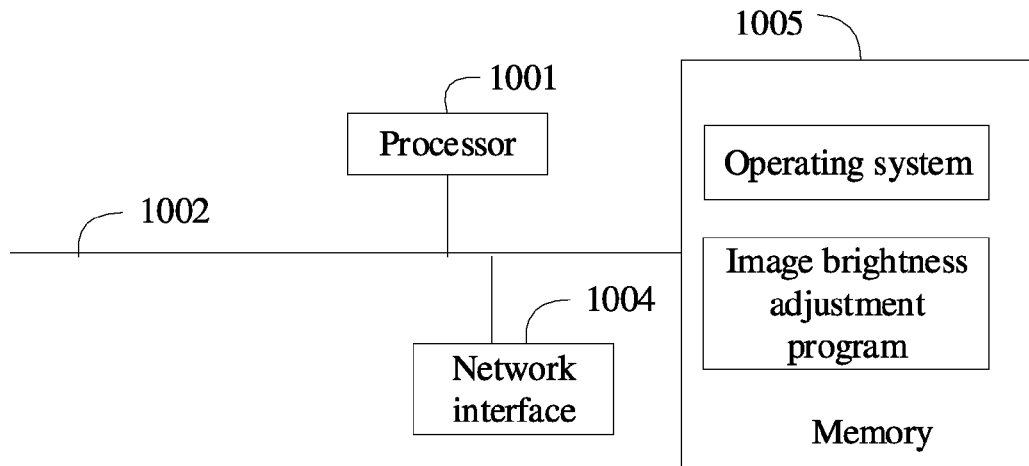 1005
1001
Processor
Operating system
1002
Image brightness
adjustment
program
1004
Network
interface
Memory